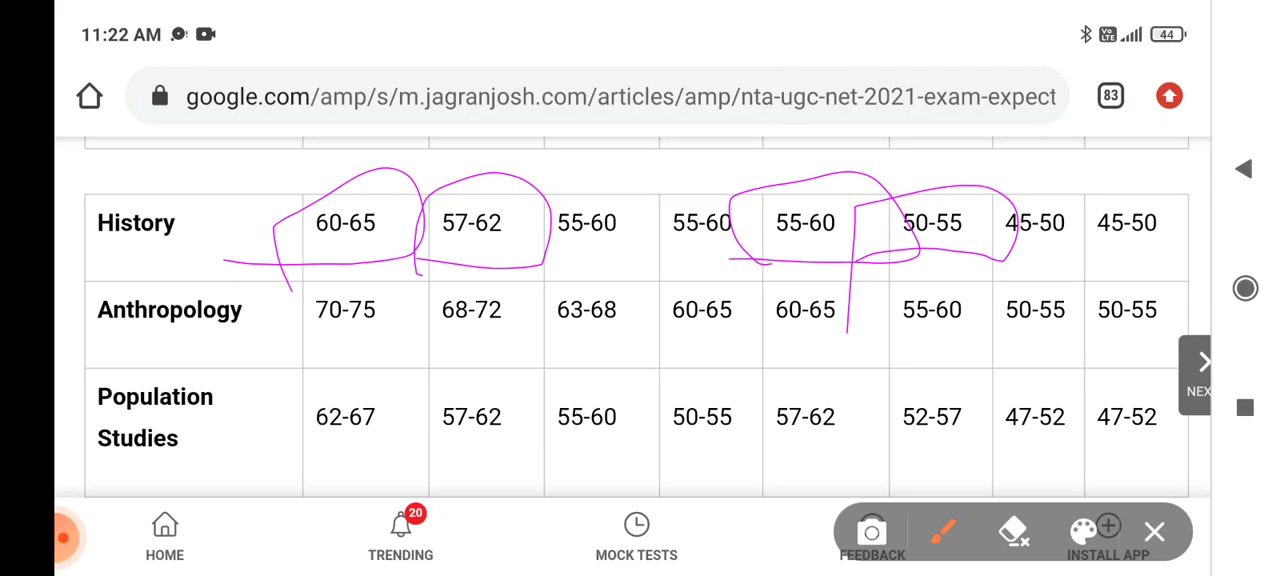 11:22 AM
Vo LTE
44
google.com/amp/s/m.jagranjosh.com/articles/amp/nta-ugc-net-2021-exam-expect
83
History 60-65 57-62 55-60 55-60 55-60 50-55 45-50 45-50
Anthropology 70-75 68-72 63-68 60-65 60-65 55-60 50-55 50-55
Population
Studies 62-67 57-62 55-60 50-55 57-62 52-57 47-52 47-52
NEX
20
HOME TRENDING MOCK TESTS FEEDBACK INSTALL APP